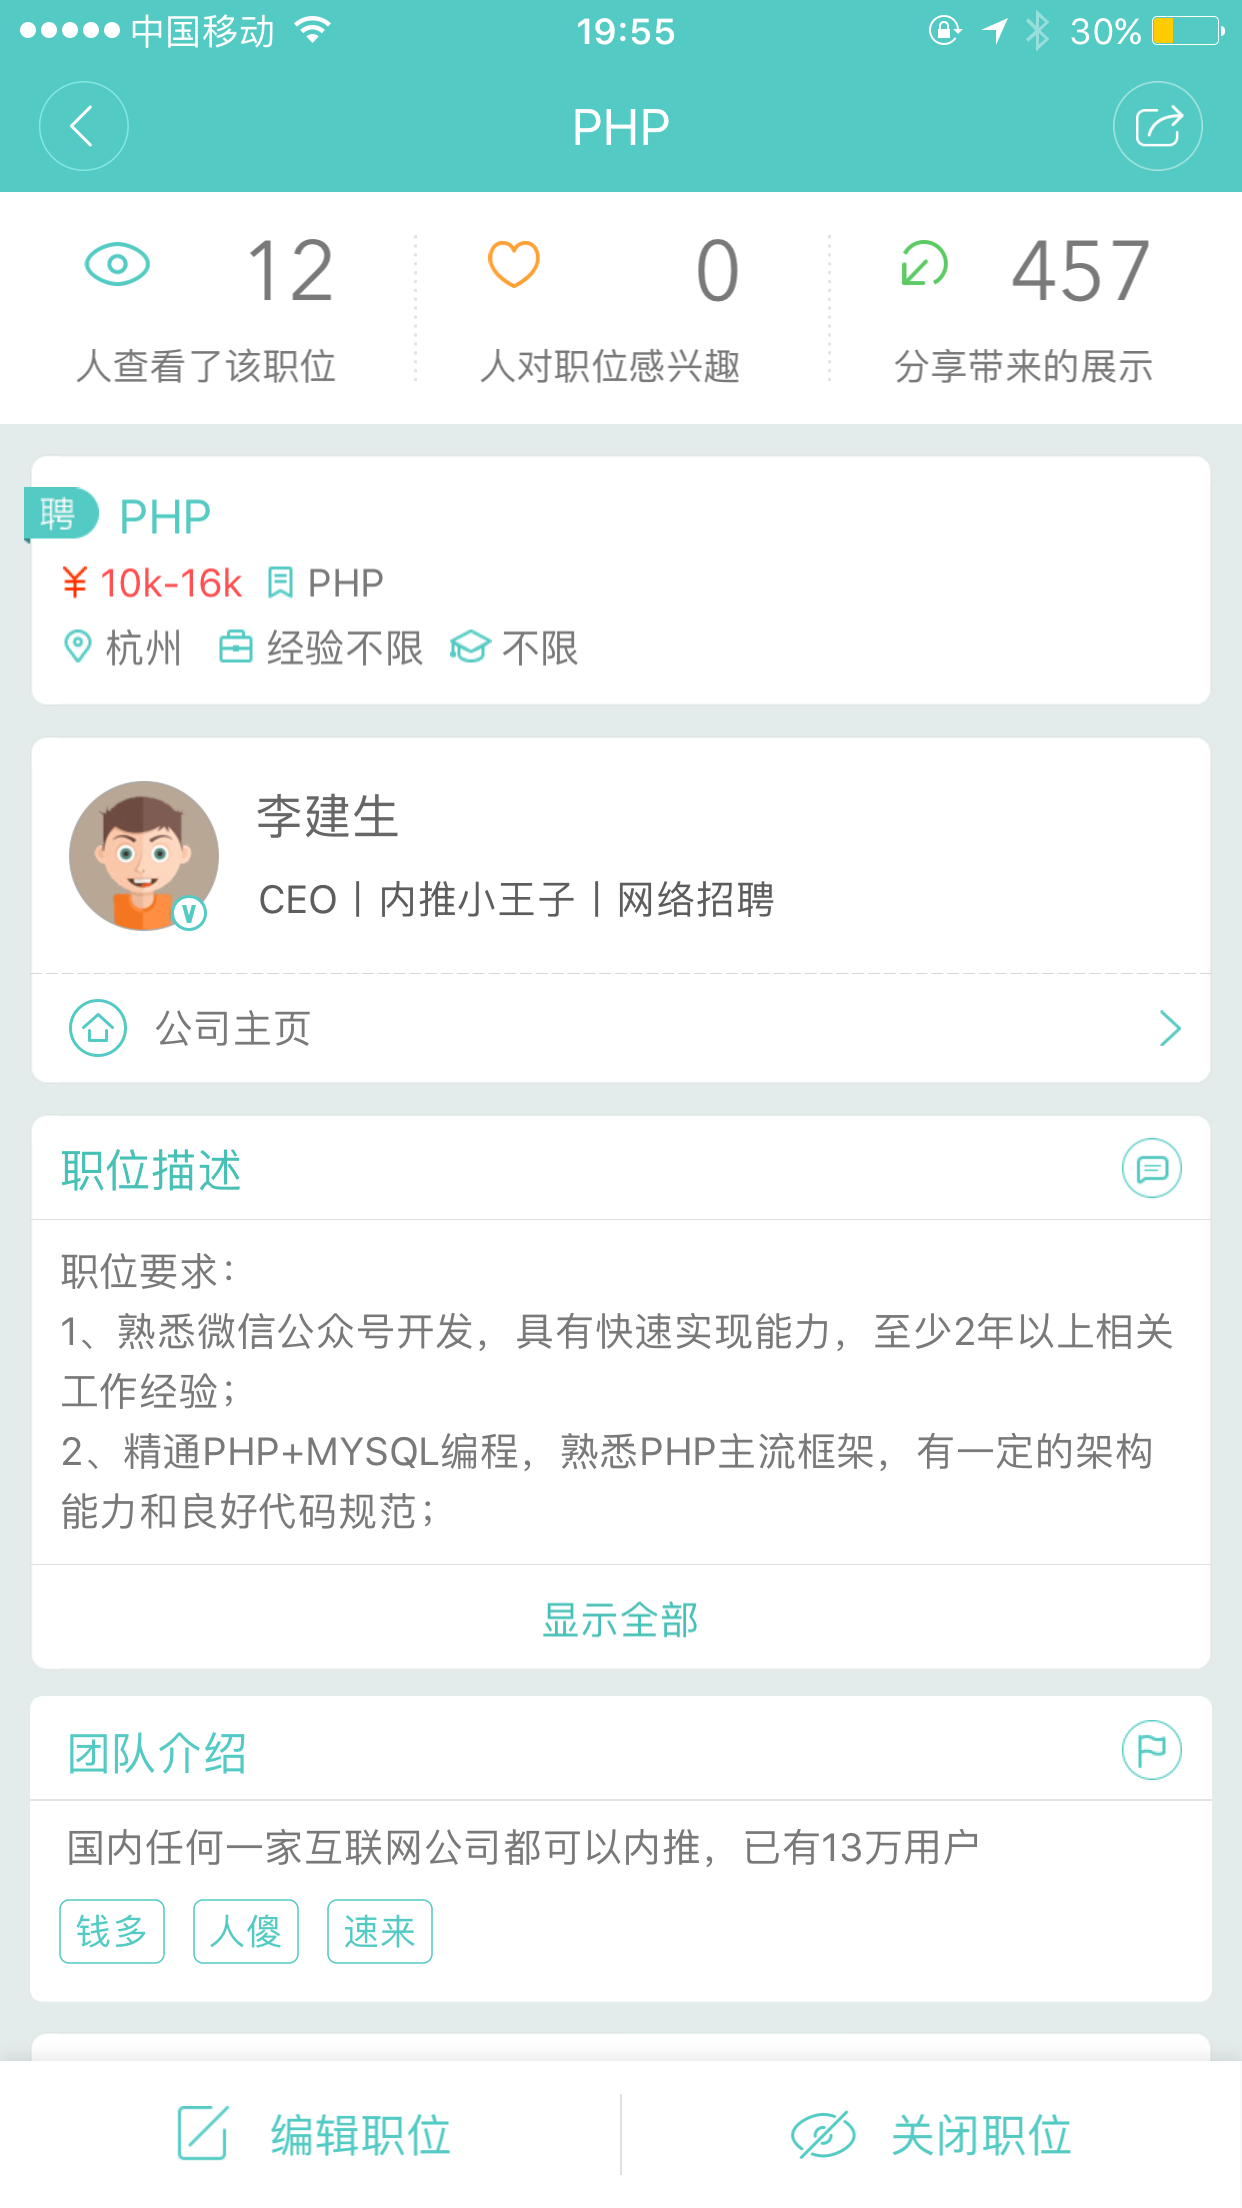 中国移动 19:55 30%
PHP
12 0 457
人查看了该职位 人对职位感兴趣 分享带来的展示
聘 PHP
¥ 10k-16k PHP
杭州 经验不限 不限
李建生
CEO丨内推小王子丨网络招聘
V
公司主页
职位描述
职位要求：
1、熟悉微信公众号开发，具有快速实现能力，至少2年以上相关
工作经验；
2、精通PHP+MYSQL编程，熟悉PHP主流框架，有一定的架构
能力和良好代码规范；
显示全部
团队介绍
国内任何一家互联网公司都可以内推，已有13万用户
钱多 人傻 速来
编辑职位 关闭职位